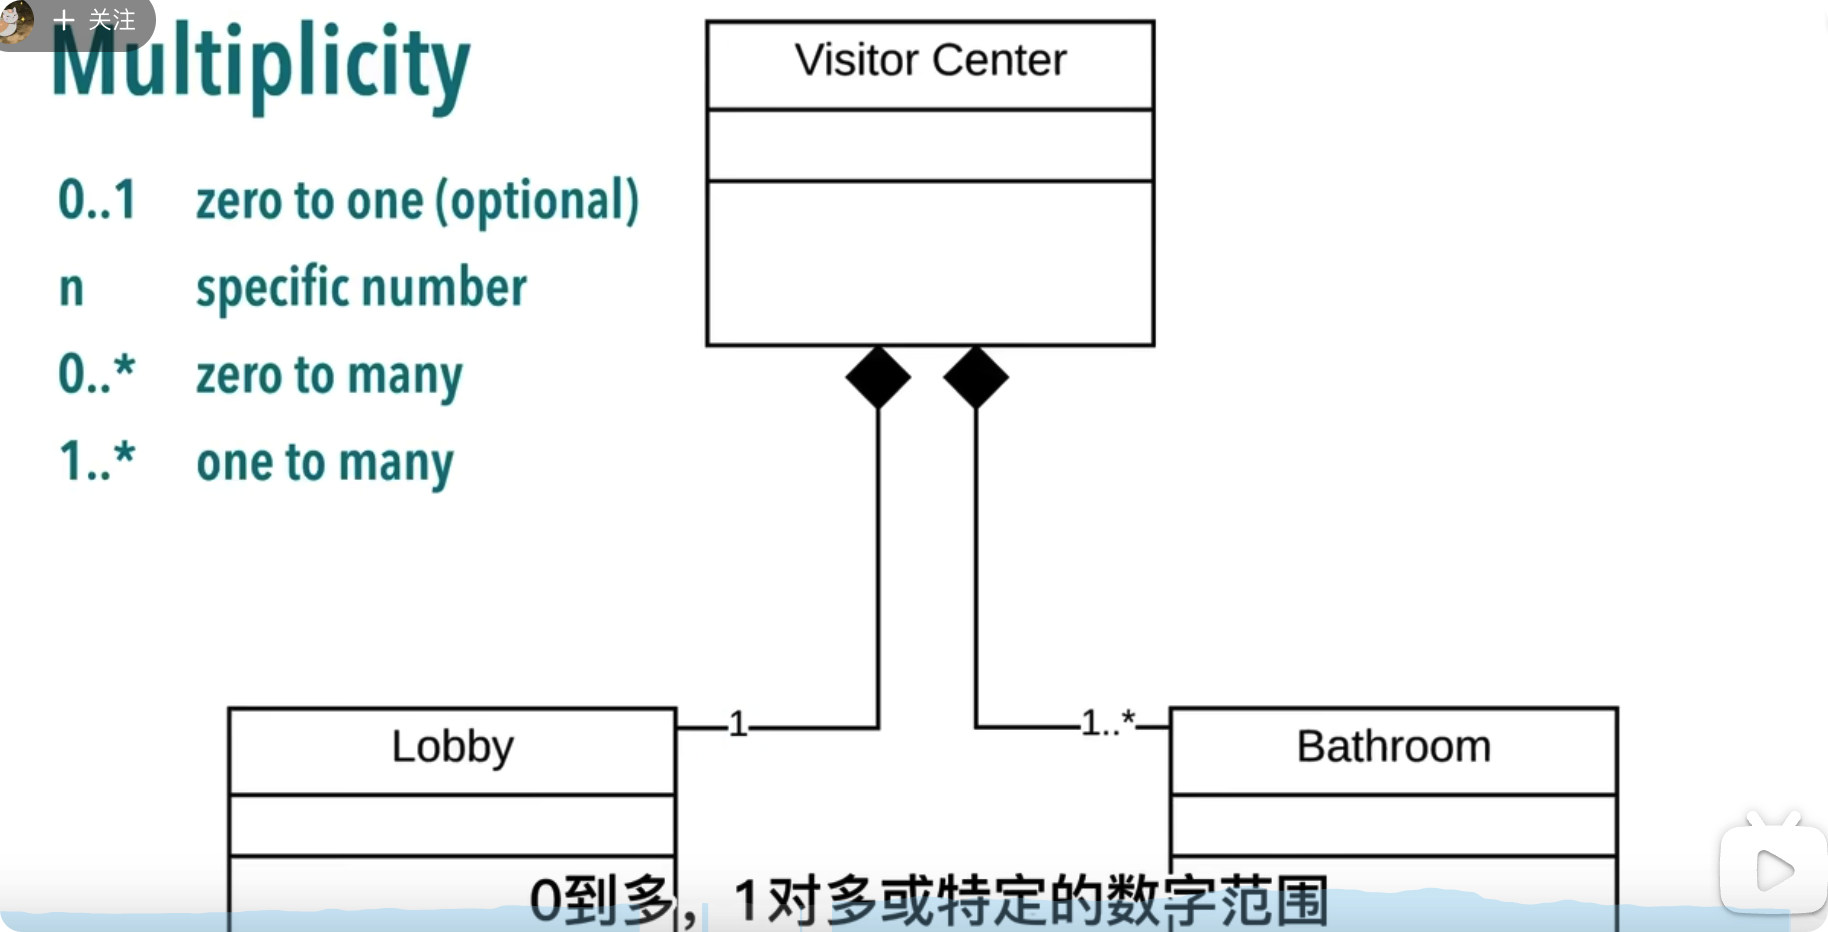 + 关注
Multiplicity
0..1 zero to one (optional)
n specific number
0..* zero to many
1..* one to many
Visitor Center
1
1..*
Lobby
Bathroom
0到多，1对多或特定的数字范围